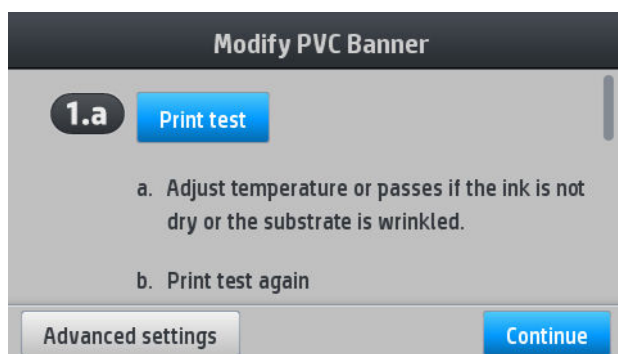 Modify PVC Banner
1.a Print test
a. Adjust temperature or passes if the ink is not
dry or the substrate is wrinkled.
b. Print test again
Advanced settings Continue